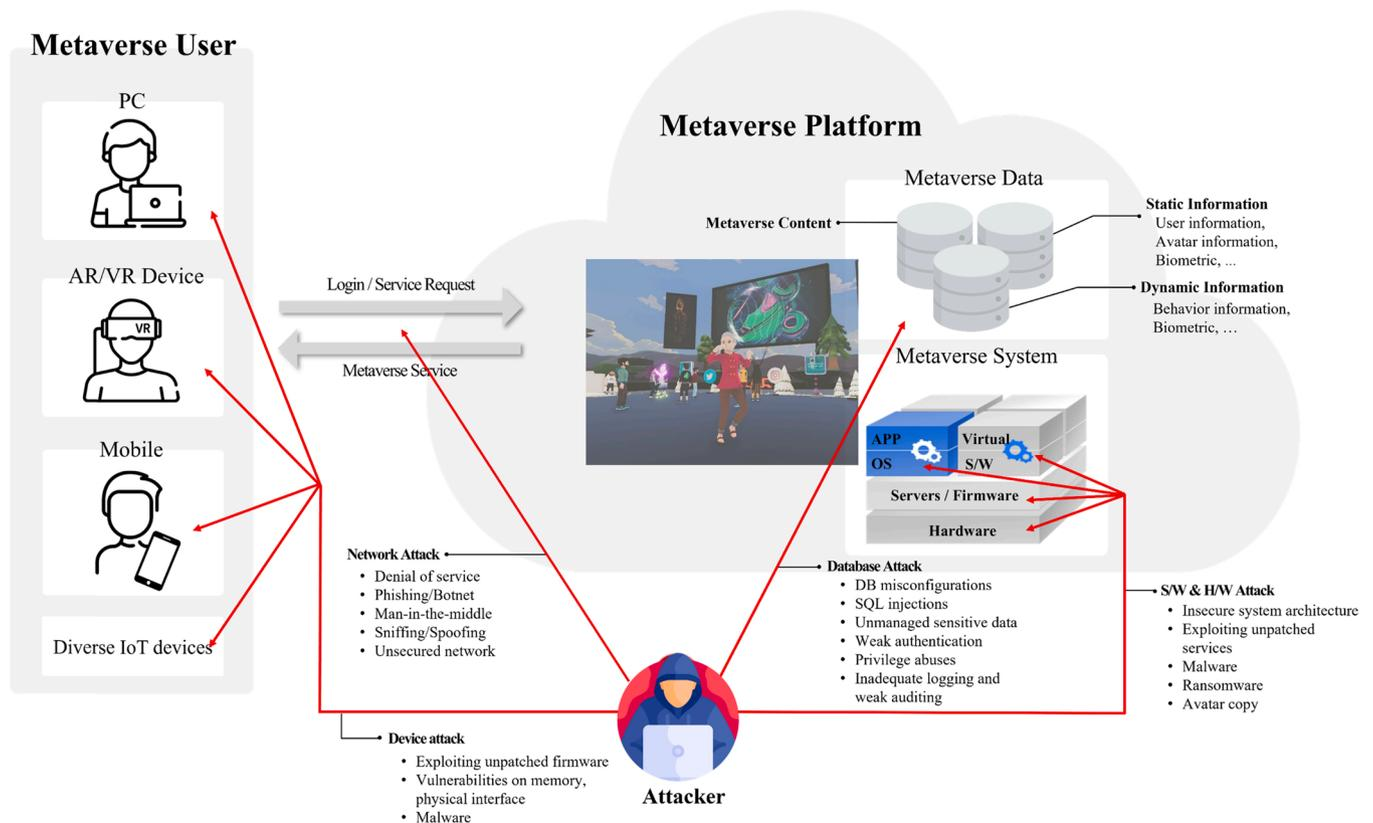 Metaverse User
PC
AR/VR Device
VR
Mobile
Diverse IoT devices
Login / Service Request
Metaverse Service
Metaverse Platform
Metaverse Data
Metaverse Content
Static Information
User information,
Avatar information,
Biometric, ...
Dynamic Information
Behavior information,
Biometric, …
Metaverse System
APP
OS
Virtual
S/W
Servers / Firmware
Hardware
Network Attack
• Denial of service
• Phishing/Botnet
• Man-in-the-middle
• Sniffing/Spoofing
• Unsecured network
Database Attack
• DB misconfigurations
• SQL injections
• Unmanaged sensitive data
• Weak authentication
• Privilege abuses
• Inadequate logging and
weak auditing
S/W & H/W Attack
• Insecure system architecture
• Exploiting unpatched
services
• Malware
• Ransomware
• Avatar copy
Device attack
• Exploiting unpatched firmware
• Vulnerabilities on memory,
physical interface
• Malware
Attacker